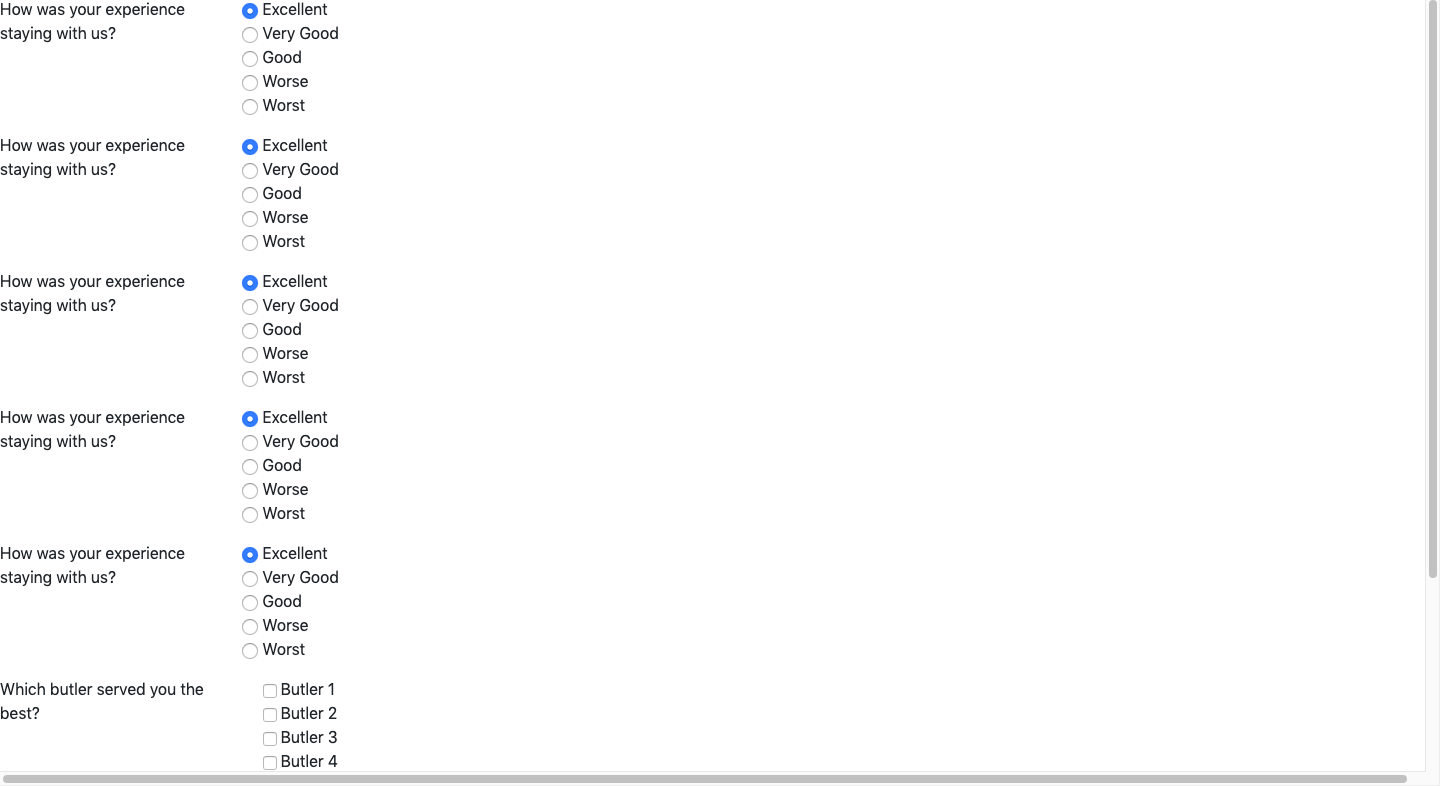 How was your experience
staying with us?
Excellent
Very Good
Good
Worse
Worst
How was your experience
staying with us?
Excellent
Very Good
Good
Worse
Worst
How was your experience
staying with us?
Excellent
Very Good
Good
Worse
Worst
How was your experience
staying with us?
Excellent
Very Good
Good
Worse
Worst
How was your experience
staying with us?
Excellent
Very Good
Good
Worse
Worst
Which butler served you the
best?
Butler 1
Butler 2
Butler 3
Butler 4